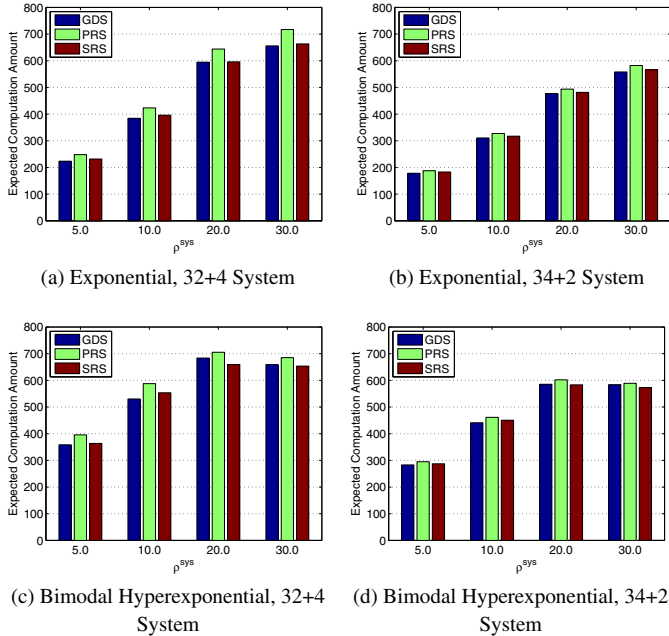 800
700
600
500
400
300
200
100
0
Expected Computation Amount
GDS
PRS
SRS
5.0 10.0 20.0 30.0
ρ^sys
(a) Exponential, 32+4 System
800
700
600
500
400
300
200
100
0
Expected Computation Amount
GDS
PRS
SRS
5.0 10.0 20.0 30.0
ρ^sys
(b) Exponential, 34+2 System
800
700
600
500
400
300
200
100
0
Expected Computation Amount
GDS
PRS
SRS
5.0 10.0 20.0 30.0
ρ^sys
(c) Bimodal Hyperexponential, 32+4
System
800
700
600
500
400
300
200
100
0
Expected Computation Amount
GDS
PRS
SRS
5.0 10.0 20.0 30.0
ρ^sys
(d) Bimodal Hyperexponential, 34+2
System